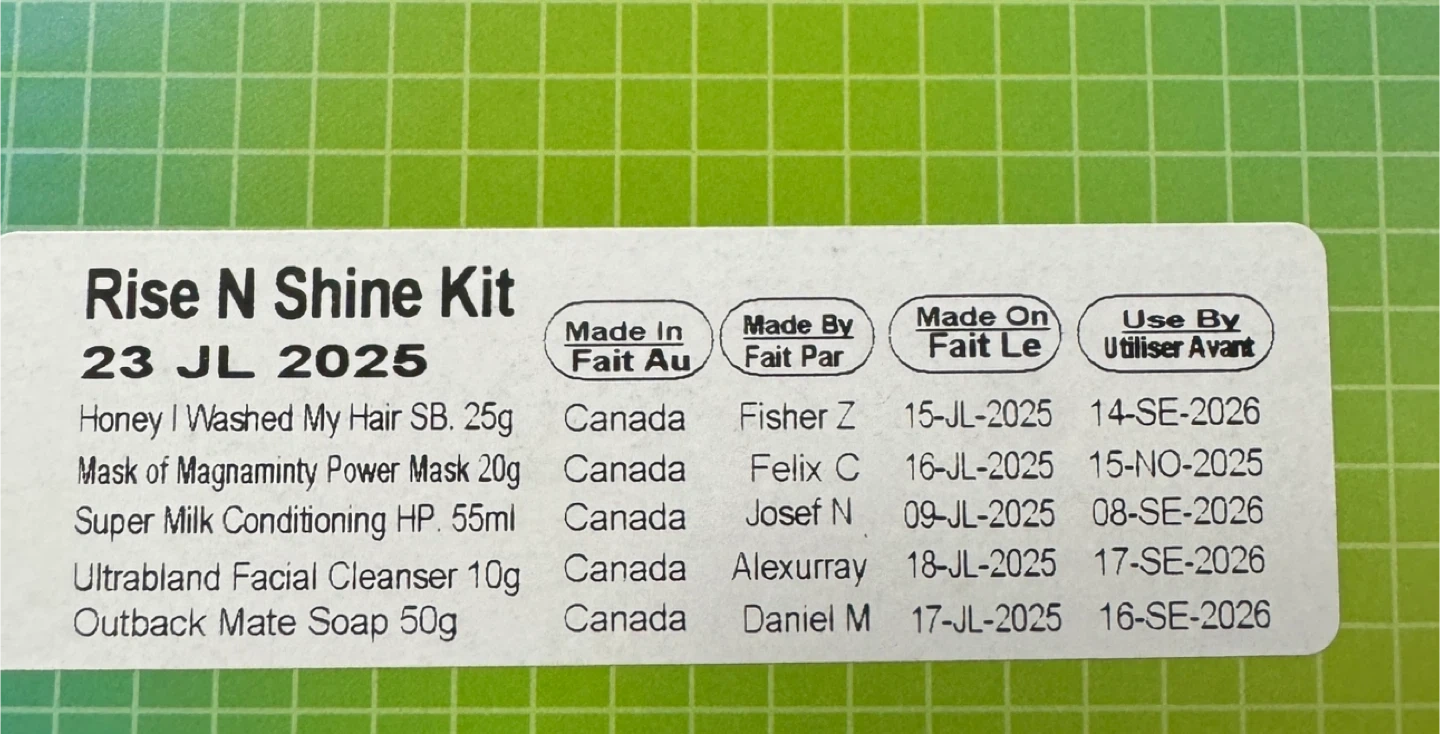 Rise N Shine Kit
23 JL 2025
Made In Made By Made On Use By
Fait Au Fait Par Fait Le Utiliser Avant
Honey I Washed My Hair SB. 25g Canada Fisher Z 15-JL-2025 14-SE-2026
Mask of Magnaminty Power Mask 20g Canada Felix C 16-JL-2025 15-NO-2025
Super Milk Conditioning HP. 55ml Canada Josef N 09-JL-2025 08-SE-2026
Ultrabland Facial Cleanser 10g Canada Alexurray 18-JL-2025 17-SE-2026
Outback Mate Soap 50g Canada Daniel M 17-JL-2025 16-SE-2026